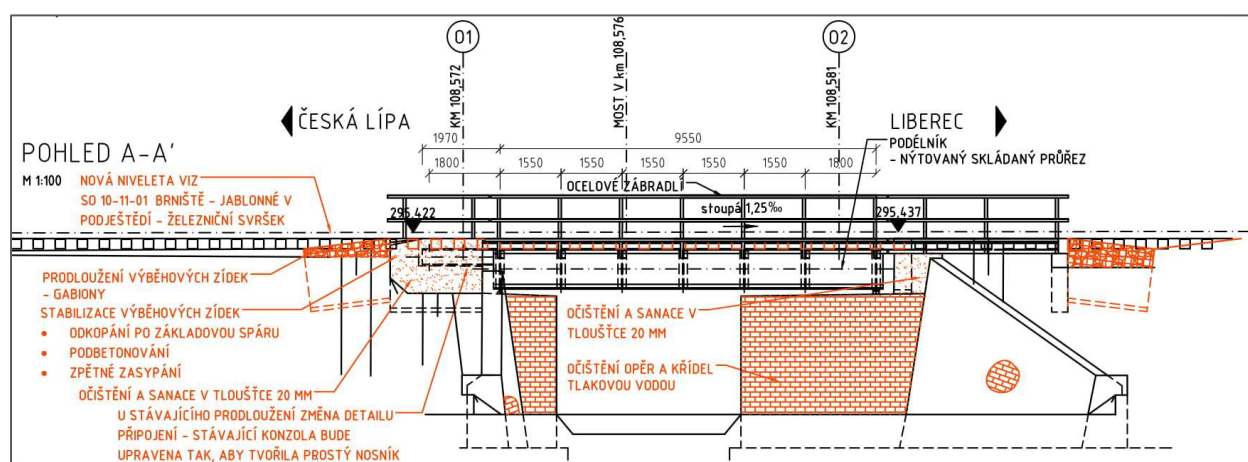 O1
O2
KM 108,572
MOST V km 108,576
KM 108,581
ČESKÁ LÍPA
LIBEREC
1970
9550
PODÉLNÍK
- NÝTOVANÝ SKLÁDANÝ PRŮŘEZ
POHLED A-A'
1800
1550
1550
1550
1550
1550
1800
M 1:100
NOVÁ NIVELETA VIZ
SO 10-11-01 BRNIŠTĚ - JABLONNÉ V
PODJEŠTĚDÍ - ŽELEZNIČNÍ SVRŠEK
OCELOVÉ ZÁBRADLÍ
295,422
stoupá 1,25‰
295,437
PRODLOUŽENÍ VÝBĚHOVÝCH ZÍDEK
- GABIONY
STABILIZACE VÝBĚHOVÝCH ZÍDEK
• ODKOPÁNÍ PO ZÁKLADOVOU SPÁRU
• PODBETONOVÁNÍ
• ZPĚTNÉ ZASYPÁNÍ
OČIŠTĚNÍ A SANACE V TLOUŠŤCE 20 MM
U STÁVAJÍCÍHO PRODLOUŽENÍ ZMĚNA DETAILU
PŘIPOJENÍ - STÁVAJÍCÍ KONZOLA BUDE
UPRAVENA TAK, ABY TVOŘILA PROSTÝ NOSNÍK
OČIŠTĚNÍ A SANACE V
TLOUŠŤCE 20 MM
OČIŠTĚNÍ OPĚR A KŘÍDEL
TLAKOVOU VODOU